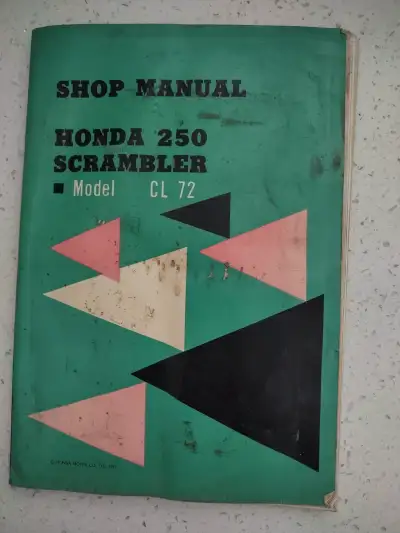 SHOP MANUAL
HONDA 250
SCRAMBLER
■ Model CL 72